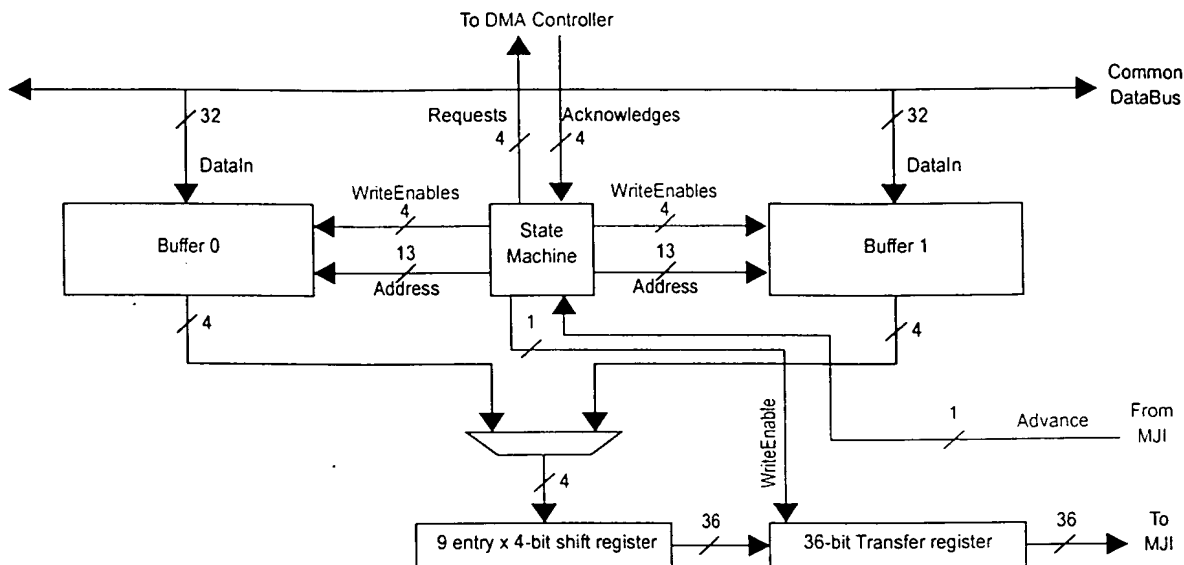 To DMA Controller
Common
DataBus
32
Requests
4
Acknowledges
4
32
DataIn
DataIn
WriteEnables
4
WriteEnables
4
Buffer 0
State
Machine
Buffer 1
13
Address
13
Address
4
1
4
WriteEnable
1
Advance
From
MJI
4
9 entry x 4-bit shift register
36
36-bit Transfer register
36
To
MJI